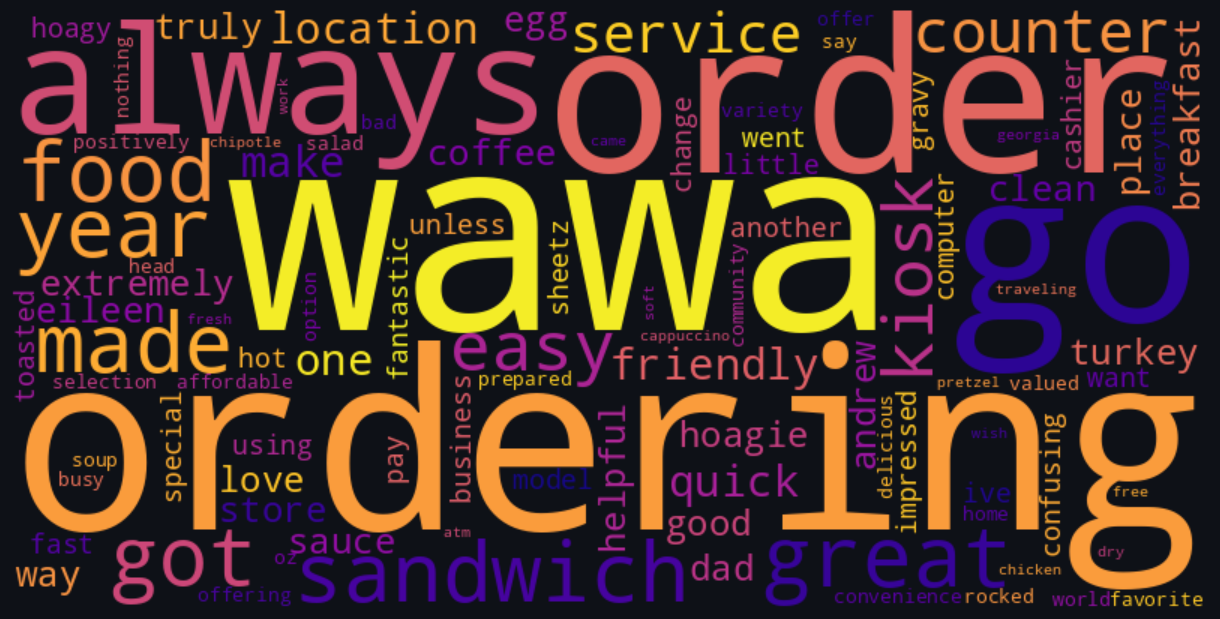 hoagy
truly
location
egg
service
offer
say
counter
breakfast
always
nothing
work
bad
order
gravy
cashier
place
everything
positively
chipotle
salad
came
change
variety
went
georgia
food
make
coffee
little
clean
year
wawa
unless
sheetz
another
kiosk
computer
go
traveling
head
extremely
toasted
eileen
fresh
option
fantastic
soft
community
cappuccino
made
hot
one
easy
friendly
andrew
turkey
selection
affordable
prepared
pretzel
valued
want
ordering
special
using
pay
business
helpful
hoagie
delicious
impressed
wish
confusing
soup
busy
love
model
quick
ive
free
store
home
good
fast
got
oz
sauce
atm
great
dry
way
sandwich
dad
chicken
offering
convenience
rocked
world
favorite